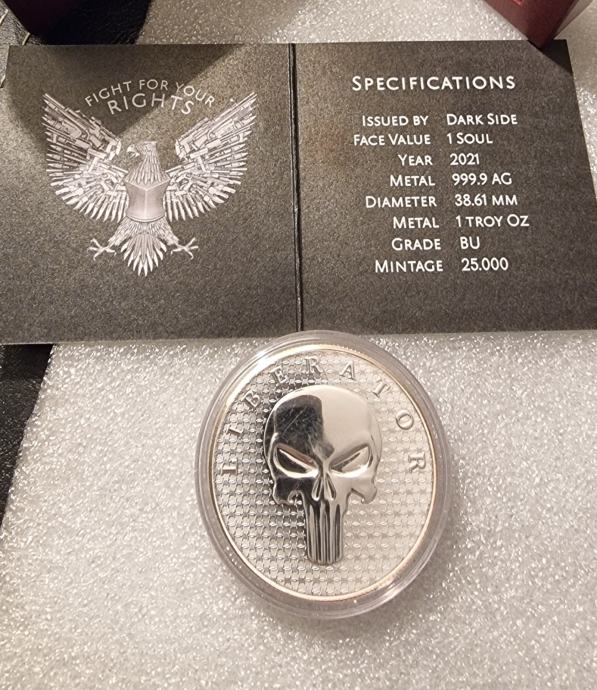 FIGHT FOR YOUR
RIGHTS
SPECIFICATIONS
ISSUED BY DARK SIDE
FACE VALUE 1 SOUL
YEAR 2021
METAL 999.9 AG
DIAMETER 38.61 MM
METAL 1 TROY OZ
GRADE BU
MINTAGE 25.000
LIBERATOR